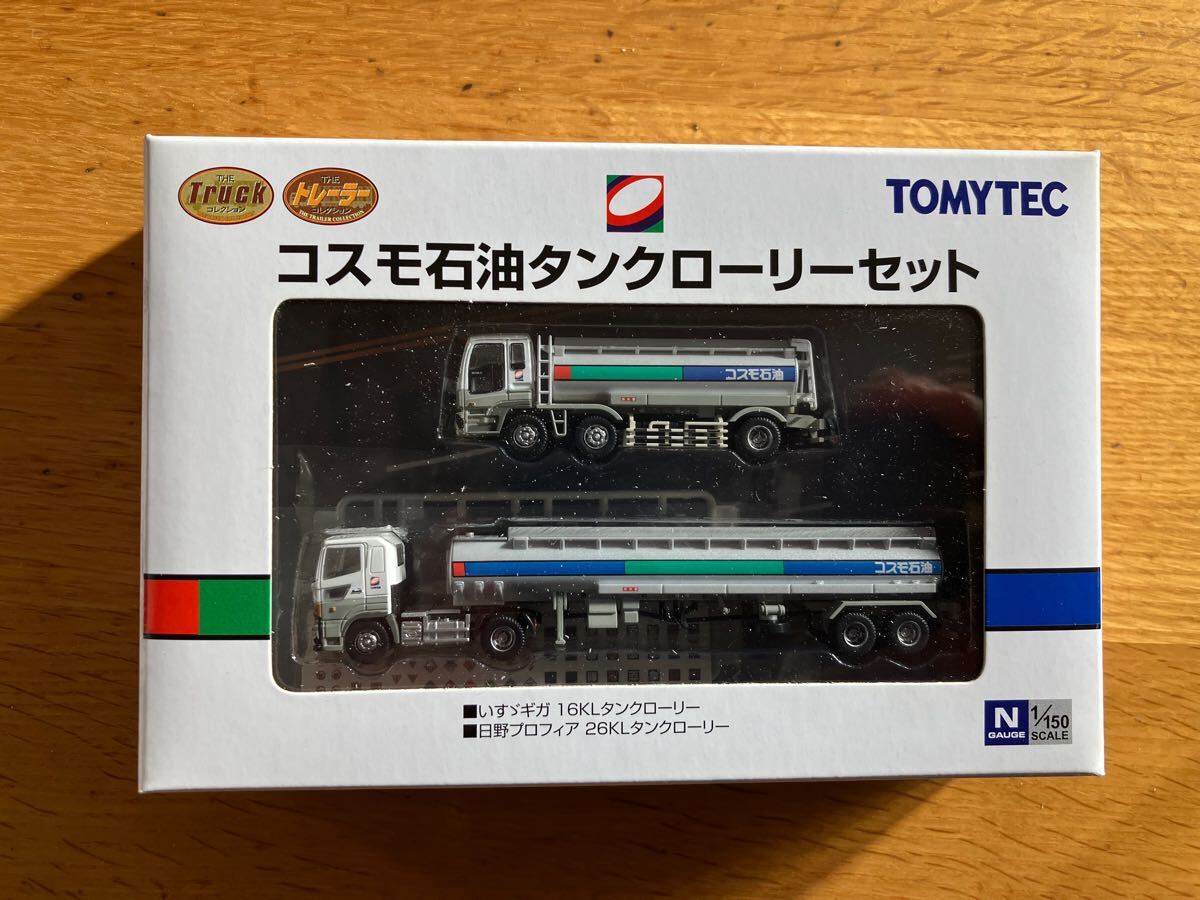 THE
Truck
コレクション
THE
トレーラー
コレクション
THE TRAILER COLLECTION
TOMYTEC
コスモ石油タンクローリーセット
コスモ石油
コスモ石油
■いすゞギガ 16KLタンクローリー
■日野プロフィア 26KLタンクローリー
N
GAUGE
1/150
SCALE